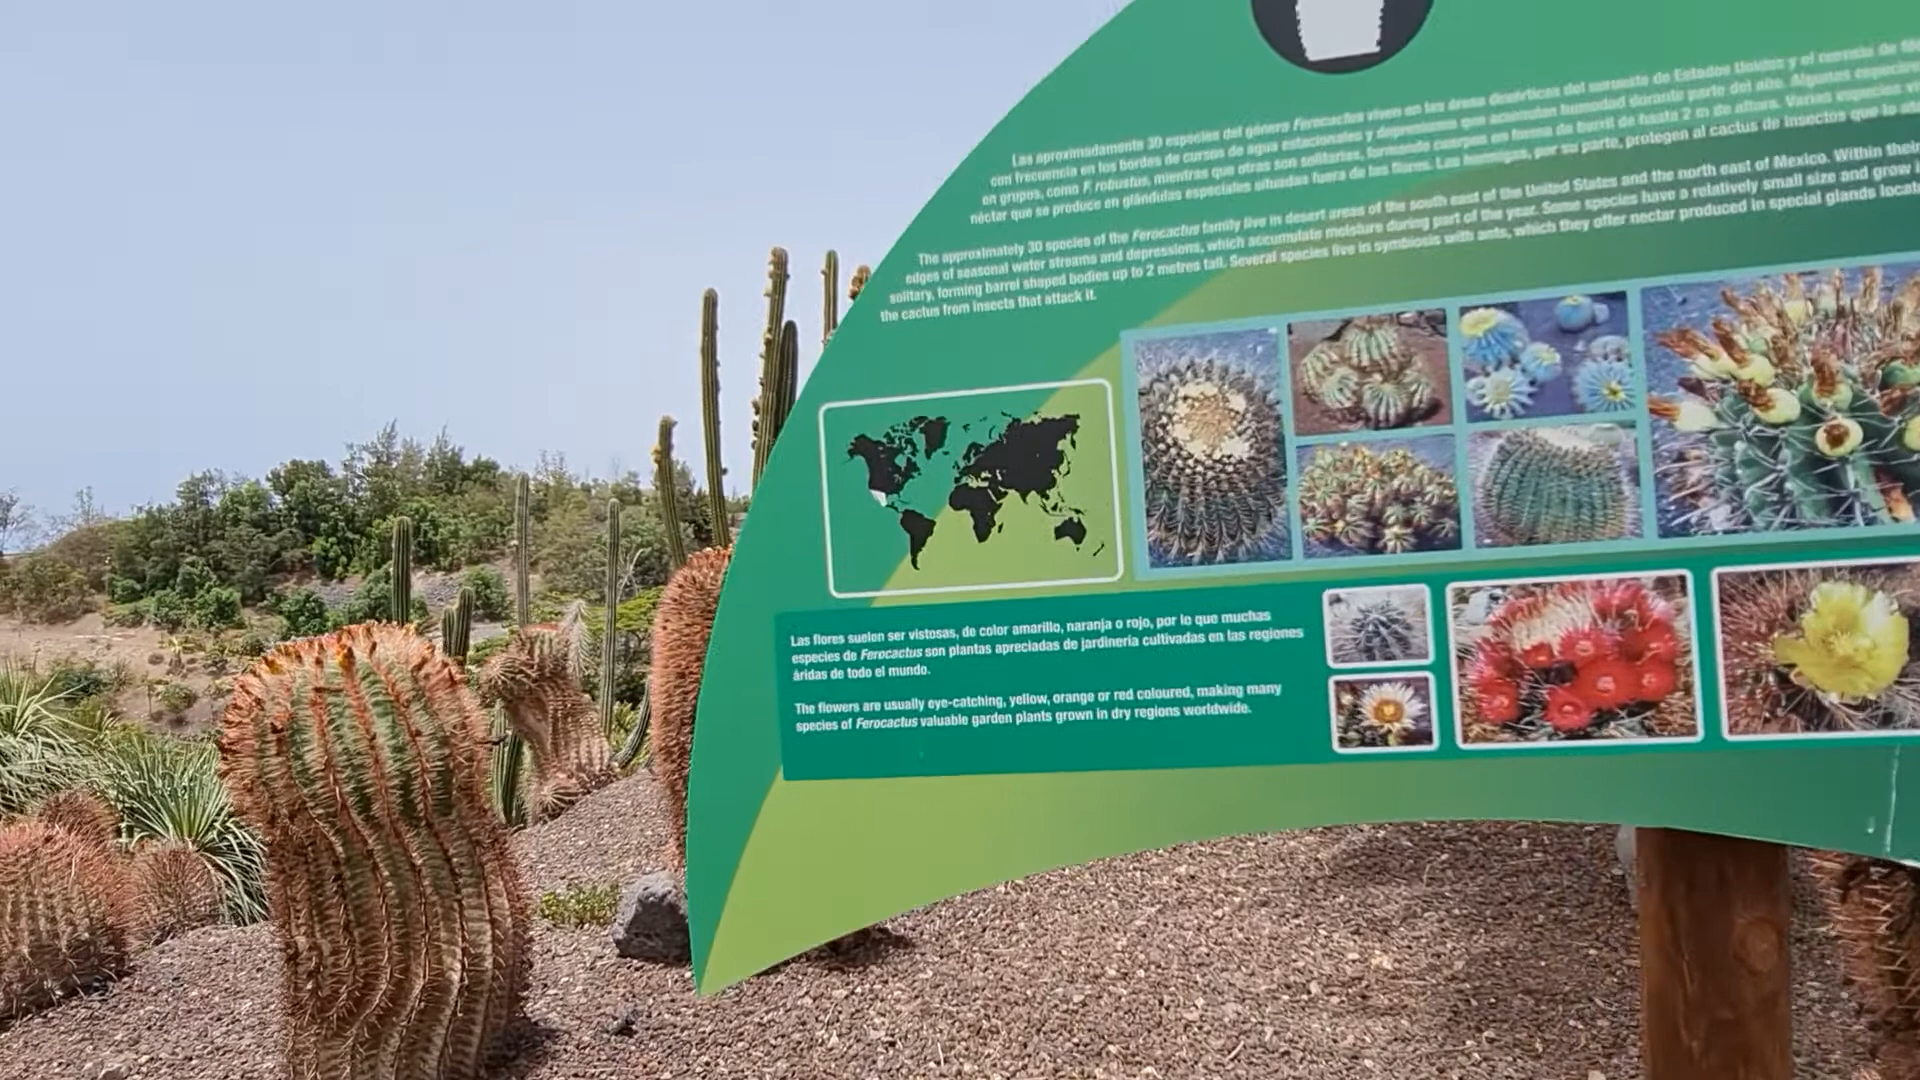 Las aproximadamente 30 especies del género Ferocactus viven en las áreas desérticas del suroeste de Estados Unidos y el noroeste de
con frecuencia en los bordes de cursos de agua estacionales y depresiones que acumulan humedad durante parte del año. Algunas especies
en grupos, como F. robustus, mientras que otras son solitarias, formando cuerpos en forma de barril de hasta 2 m de altura. Varias especies
néctar que se produce en glándulas especiales situadas fuera de las flores. Las hormigas, por su parte, protegen al cactus de insectos que lo
The approximately 30 species of the Ferocactus family live in desert areas of the south east of the United States and the north east of Mexico. Within their
edges of seasonal water streams and depressions, which accumulate moisture during part of the year. Some species have a relatively small size and grow
solitary, forming barrel shaped bodies up to 2 metres tall. Several species live in symbiosis with ants, which they offer nectar produced in special glands
the cactus from insects that attack it.
Las flores suelen ser vistosas, de color amarillo, naranja o rojo, por lo que muchas
especies de Ferocactus son plantas apreciadas de jardinería cultivadas en las regiones
áridas de todo el mundo.
The flowers are usually eye-catching, yellow, orange or red coloured, making many
species of Ferocactus valuable garden plants grown in dry regions worldwide.